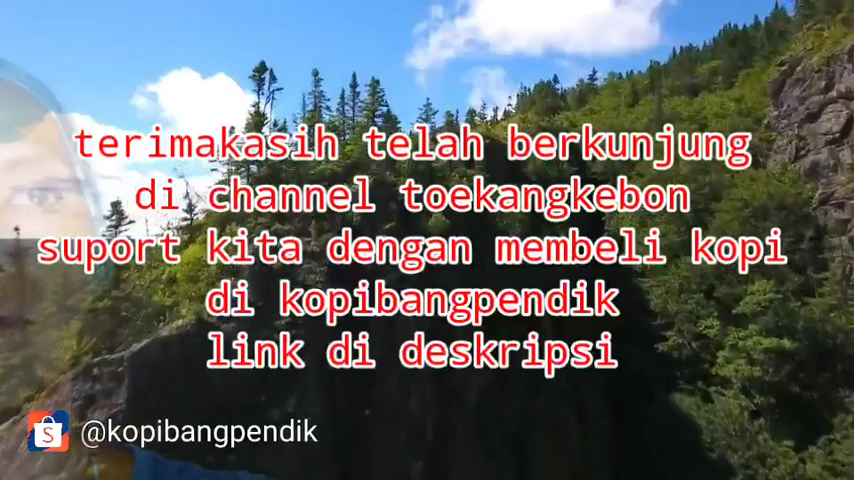 terimakasih telah berkunjung
di channel toekangkebon
suport kita dengan membeli kopi
di kopibangpendik
link di deskripsi
S
@kopibangpendik